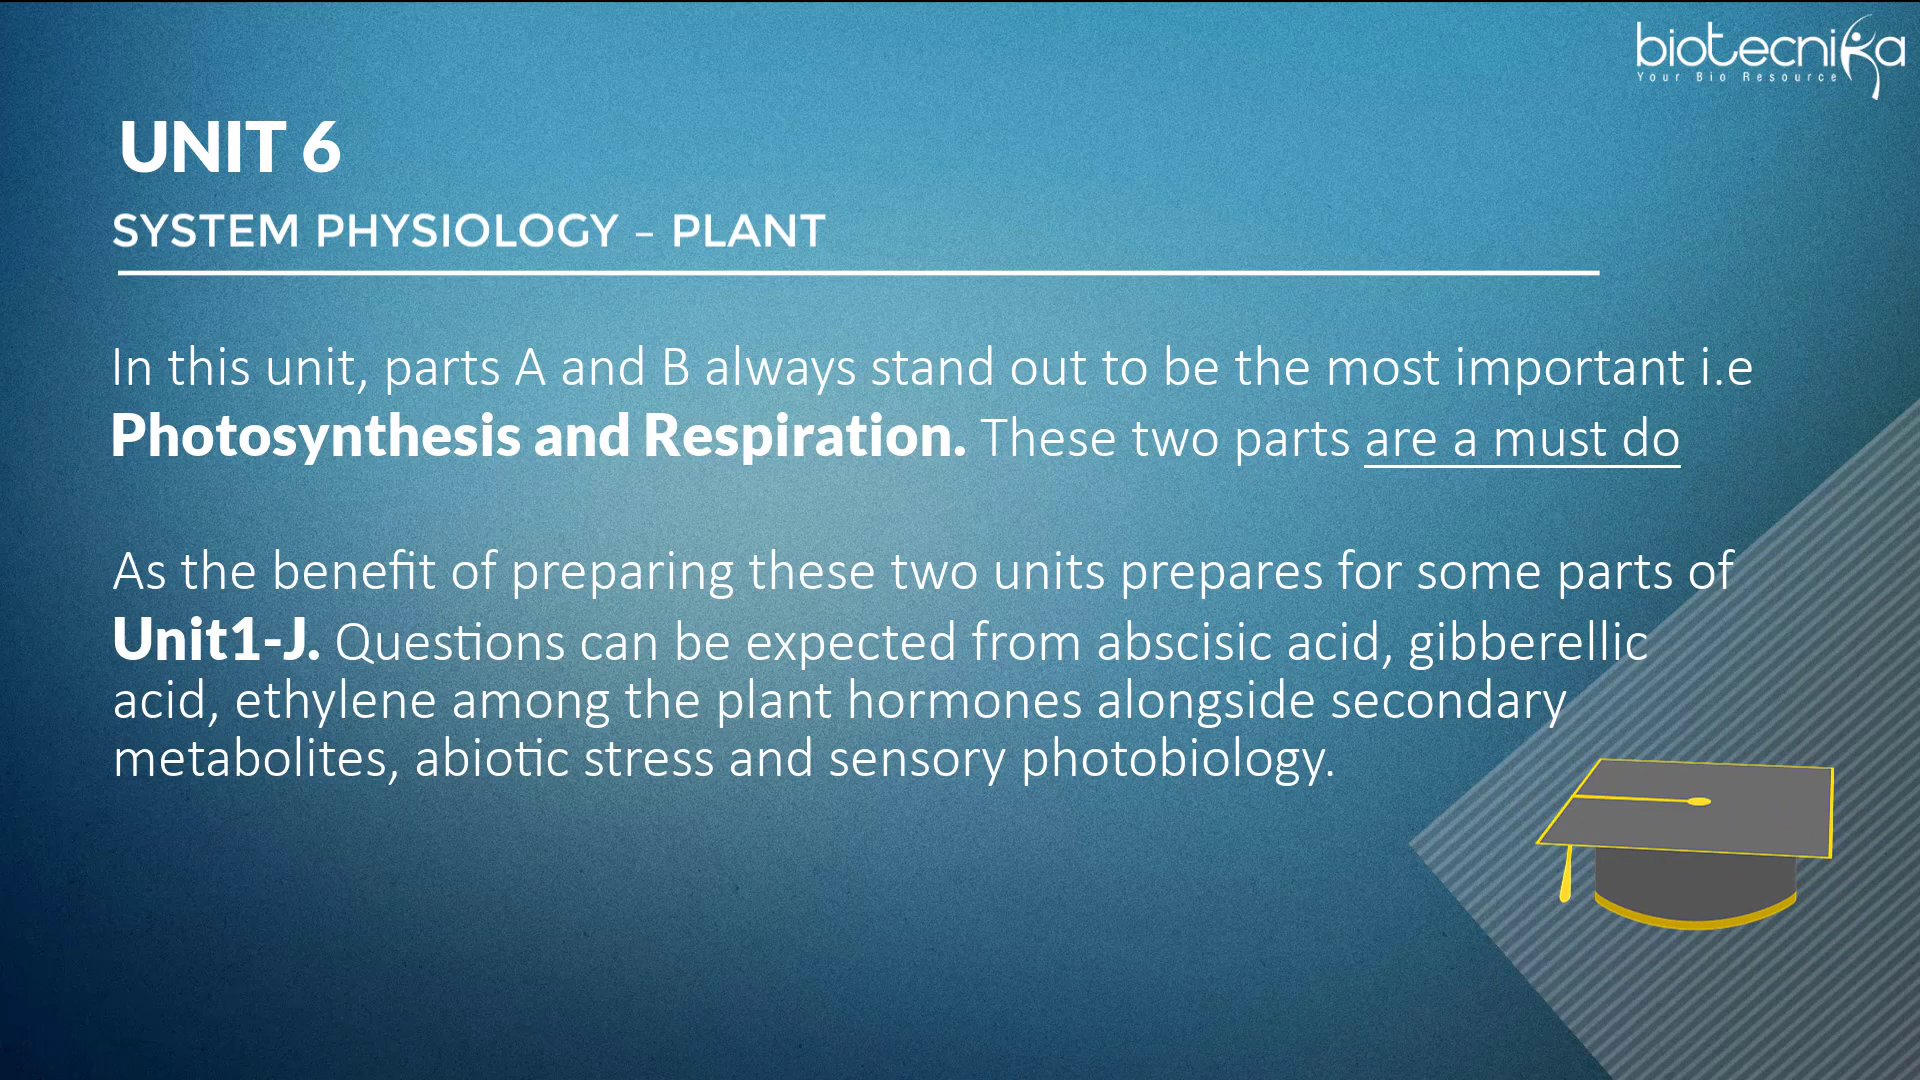 biotecnika
Your Bio Resource
UNIT 6
SYSTEM PHYSIOLOGY – PLANT
In this unit, parts A and B always stand out to be the most important i.e
Photosynthesis and Respiration. These two parts are a must do
As the benefit of preparing these two units prepares for some parts of
Unit1-J. Questions can be expected from abscisic acid, gibberellic
acid, ethylene among the plant hormones alongside secondary
metabolites, abiotic stress and sensory photobiology.